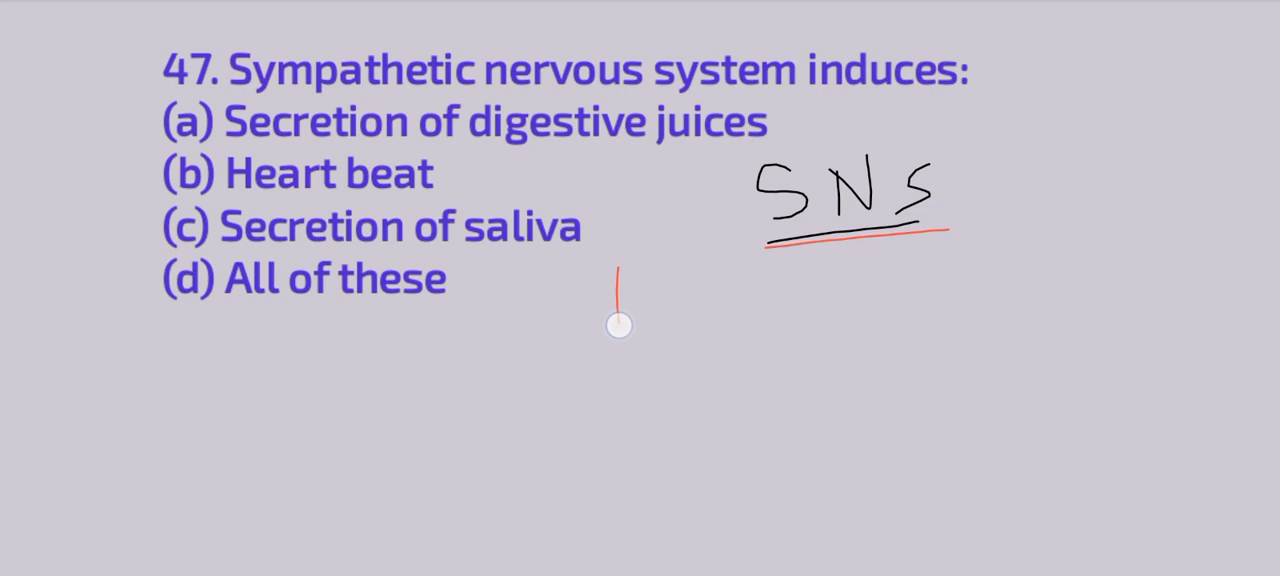 47. Sympathetic nervous system induces:
(a) Secretion of digestive juices
(b) Heart beat
(c) Secretion of saliva
(d) All of these
SNS